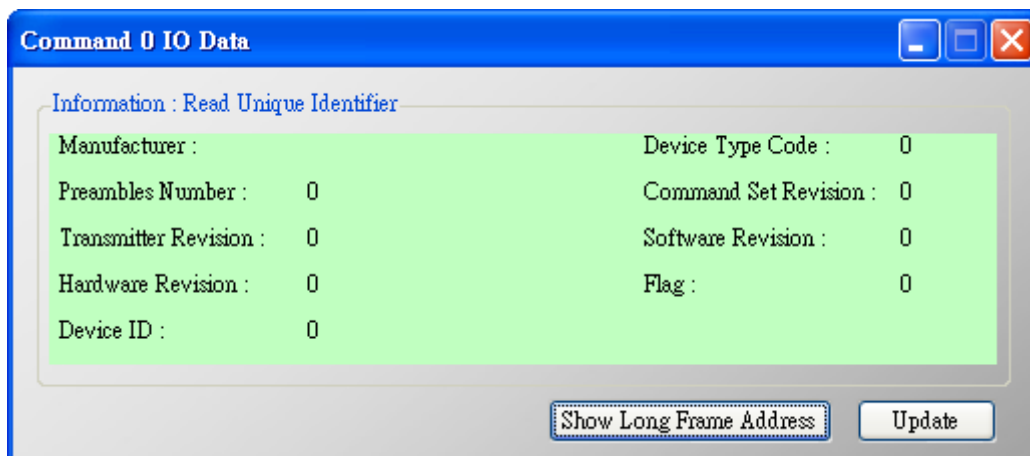 Command 0 IO Data
Information : Read Unique Identifier
Manufacturer : Device Type Code : 0
Preambles Number : 0 Command Set Revision : 0
Transmitter Revision : 0 Software Revision : 0
Hardware Revision : 0 Flag : 0
Device ID : 0
Show Long Frame Address Update